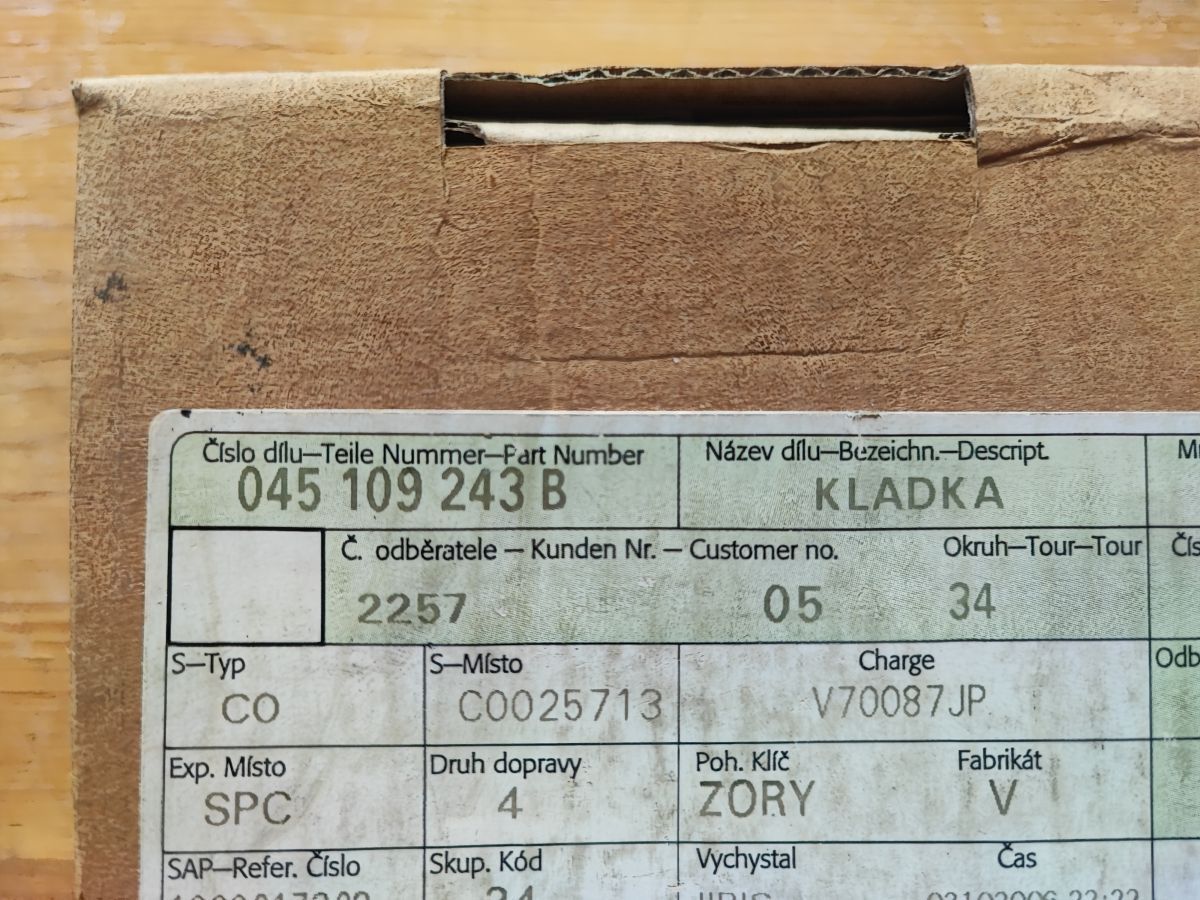 Číslo dílu–Teile Nummer–Part Number
045 109 243 B
Název dílu–Bezeichn.–Descript.
KLADKA
Č. odběratele – Kunden Nr. – Customer no.
2257 05
Okruh–Tour–Tour
34
S–Typ
CO
S–Místo
C0025713
Charge
V70087JP
Exp. Místo
SPC
Druh dopravy
4
Poh. Klíč
ZORY
Fabrikát
V
SAP–Refer. Číslo
Skup. Kód
34
Vychystal
Čas